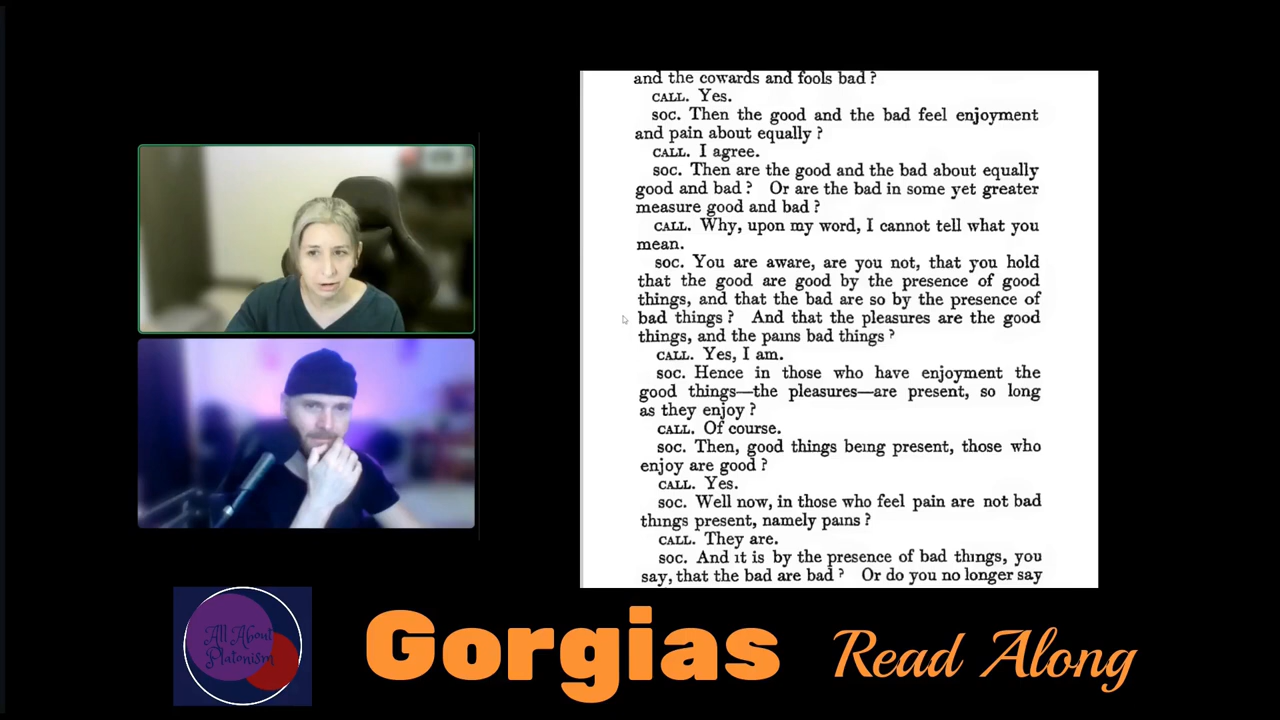 and the cowards and fools bad ?
CALL. Yes.
SOC. Then the good and the bad feel enjoyment
and pain about equally ?
CALL. I agree.
SOC. Then are the good and the bad about equally
good and bad ? Or are the bad in some yet greater
measure good and bad ?
CALL. Why, upon my word, I cannot tell what you
mean.
SOC. You are aware, are you not, that you hold
that the good are good by the presence of good
things, and that the bad are so by the presence of
bad things ? And that the pleasures are the good
things, and the pains bad things ?
CALL. Yes, I am.
SOC. Hence in those who have enjoyment the
good things—the pleasures—are present, so long
as they enjoy ?
CALL. Of course.
SOC. Then, good things being present, those who
enjoy are good ?
CALL. Yes.
SOC. Well now, in those who feel pain are not bad
things present, namely pains ?
CALL. They are.
SOC. And it is by the presence of bad things, you
say, that the bad are bad ? Or do you no longer say
All About
Platonism
Gorgias Read Along